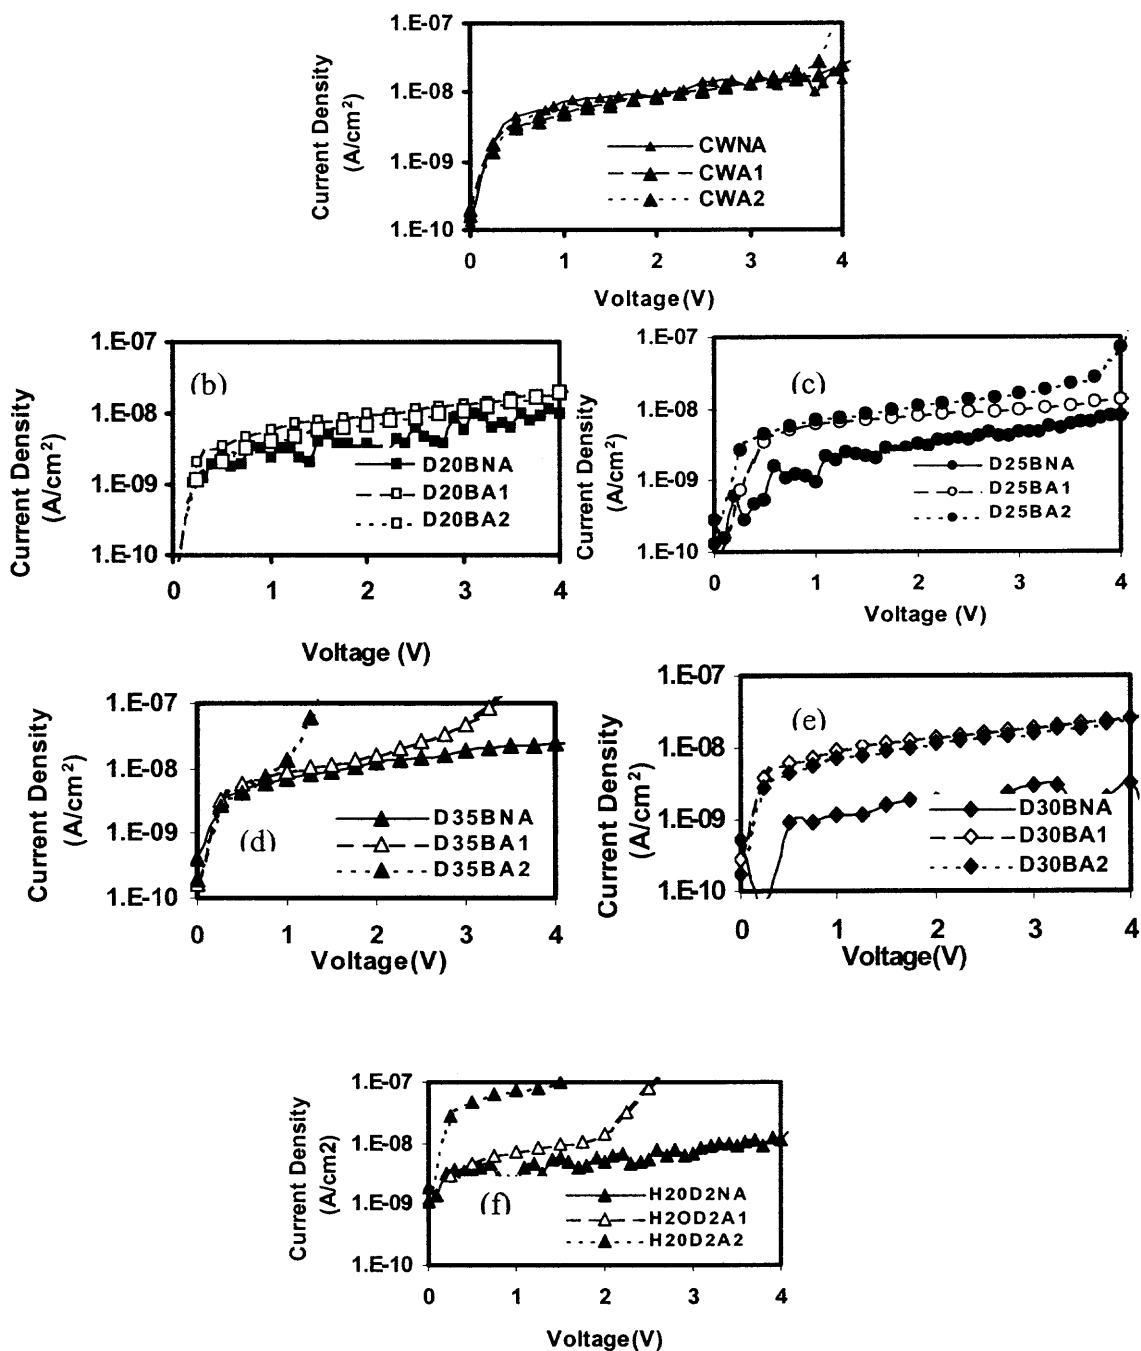 1.E-07
1.E-08
1.E-09
1.E-10
Current Density
(A/cm²)
CWNA
CWA1
CWA2
0 1 2 3 4
Voltage (V)
(b)
1.E-07
1.E-08
1.E-09
1.E-10
Current Density
(A/cm²)
D20BNA
D20BA1
D20BA2
0 1 2 3 4
Voltage (V)
(c)
1.E-07
1.E-08
1.E-09
1.E-10
Current Density
(A/cm²)
D25BNA
D25BA1
D25BA2
0 1 2 3 4
Voltage (V)
1.E-07
1.E-08
1.E-09
1.E-10
Current Density
(A/cm²)
(d)
D35BNA
D35BA1
D35BA2
0 1 2 3 4
Voltage(V)
(e)
1.E-07
1.E-08
1.E-09
1.E-10
Current Density
(A/cm²)
D30BNA
D30BA1
D30BA2
0 1 2 3 4
Voltage(V)
1.E-07
1.E-08
1.E-09
1.E-10
Current Density
(A/cm2)
(f)
H20D2NA
H2OD2A1
H20D2A2
0 1 2 3 4
Voltage(V)